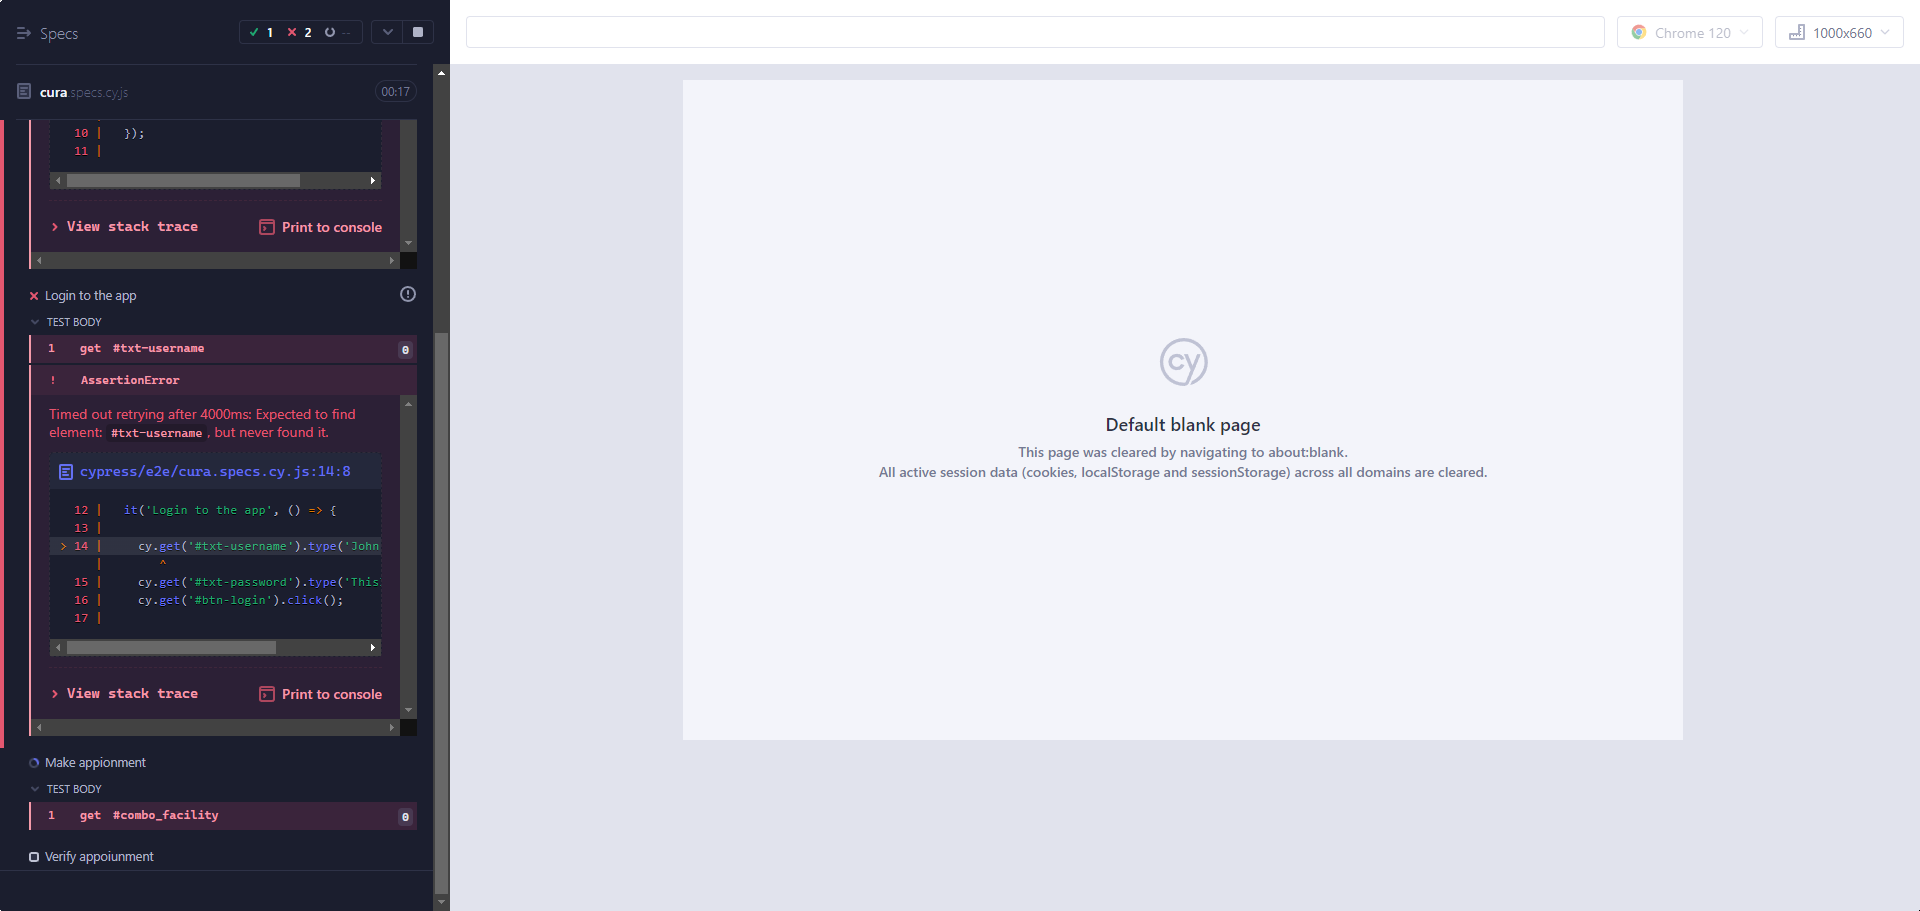 Specs
1 2 --
Chrome 120
1000x660
cura specs.cy.js
00:17
10 | });
11 |
View stack trace
Print to console
Login to the app
TEST BODY
1 get #txt-username 0
! AssertionError
Timed out retrying after 4000ms: Expected to find
element: #txt-username, but never found it.
cypress/e2e/cura.specs.cy.js:14:8
12 | it('Login to the app', () => {
13 |
> 14 | cy.get('#txt-username').type('John
| ^
15 | cy.get('#txt-password').type('This
16 | cy.get('#btn-login').click();
17 |
View stack trace
Print to console
Make appionment
TEST BODY
1 get #combo_facility 0
Verify appoiunment
cy
Default blank page
This page was cleared by navigating to about:blank.
All active session data (cookies, localStorage and sessionStorage) across all domains are cleared.